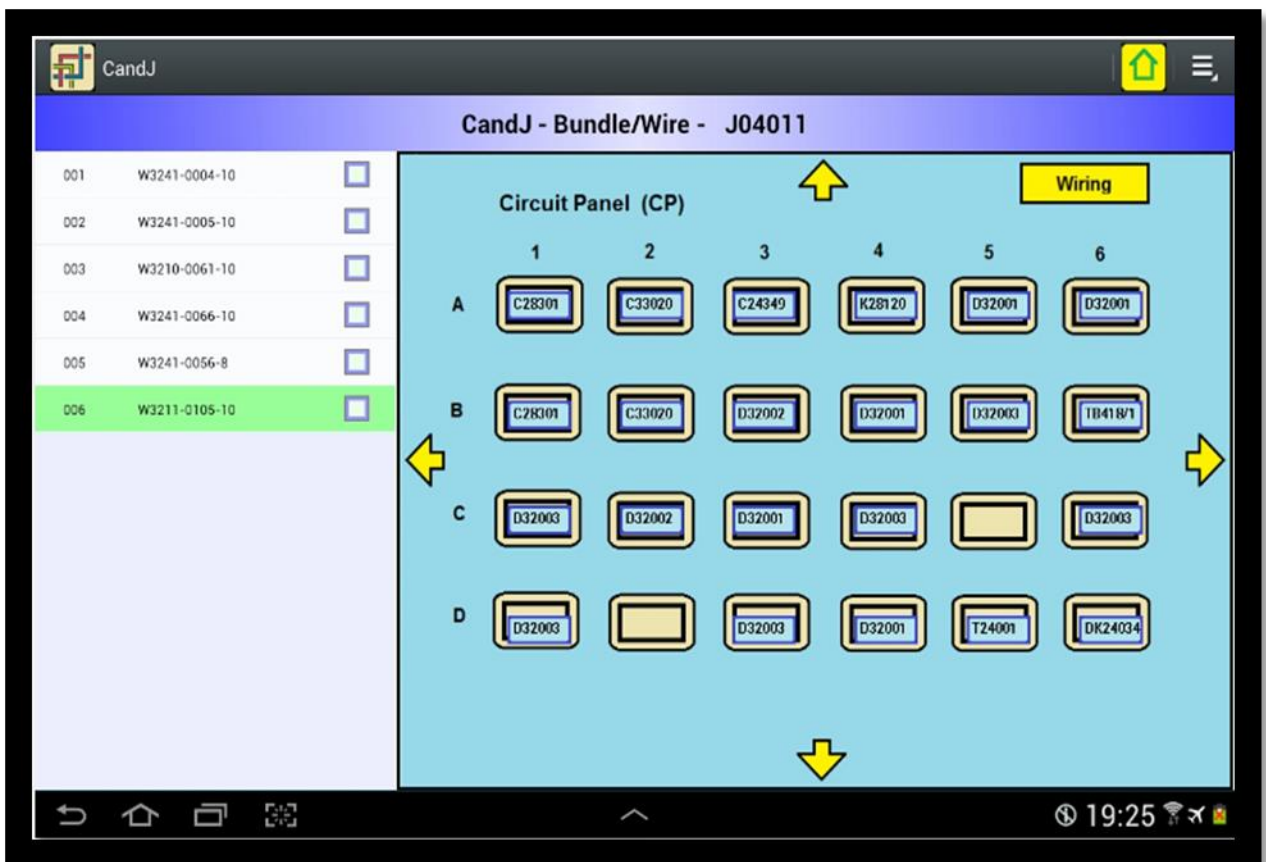 CandJ
CandJ - Bundle/Wire - J04011
001 W3241-0004-10
002 W3241-0005-10
003 W3210-0061-10
004 W3241-0066-10
005 W3241-0056-8
006 W3211-0105-10
Wiring
Circuit Panel (CP)
1 2 3 4 5 6
A C28301 C33020 C24349 K28120 D32001 D32001
B C28301 C33020 D32002 D32001 D32003 TB418/1
C D32003 D32002 D32001 D32003 D32003
D D32003 D32003 D32001 T24001 DK24034
19:25